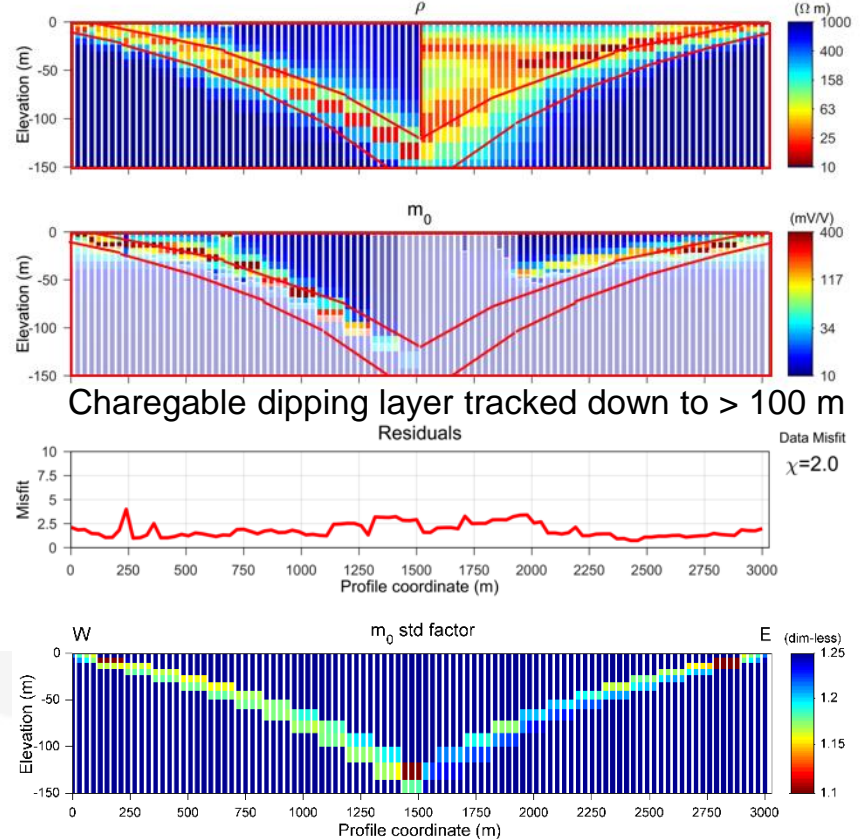 ρ
(Ω m)
Elevation (m)
0
-50
-100
-150
1000
400
158
63
25
10
m0
(mV/V)
Elevation (m)
0
-50
-100
-150
400
117
34
10
Charegable dipping layer tracked down to > 100 m
Residuals
Data Misfit
χ=2.0
Misfit
10
7.5
5
2.5
0
0 250 500 750 1000 1250 1500 1750 2000 2250 2500 2750 3000
Profile coordinate (m)
W m0 std factor E (dim-less)
Elevation (m)
0
-50
-100
-150
1.25
1.2
1.15
1.1
0 250 500 750 1000 1250 1500 1750 2000 2250 2500 2750 3000
Profile coordinate (m)